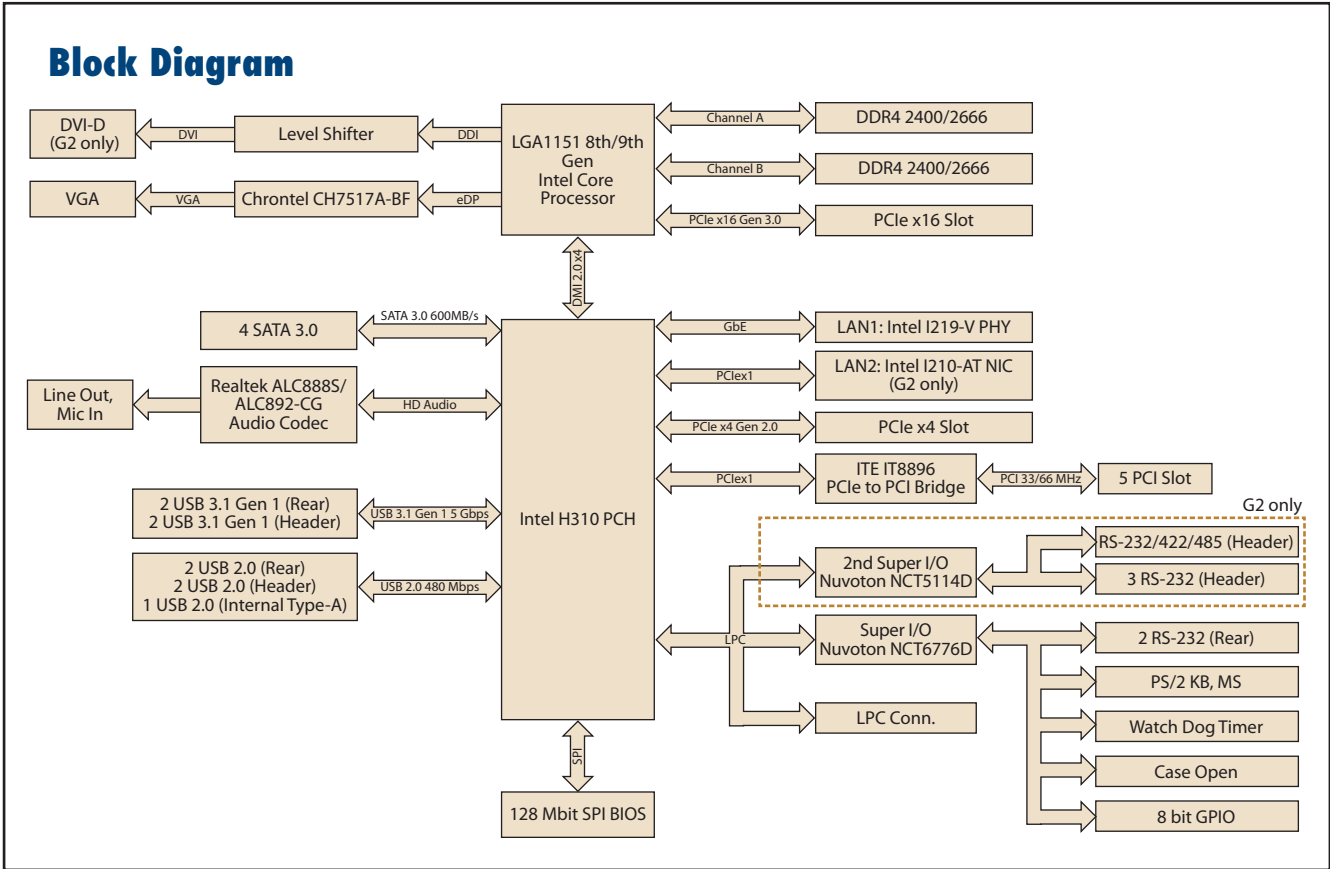 Block Diagram
DVI-D
(G2 only)
DVI
Level Shifter
DDI
LGA1151 8th/9th
Gen
Intel Core
Processor
Channel A
DDR4 2400/2666
Channel B
DDR4 2400/2666
VGA
VGA
Chrontel CH7517A-BF
eDP
PCIe x16 Gen 3.0
PCIe x16 Slot
DMI 2.0 x4
4 SATA 3.0
SATA 3.0 600MB/s
GbE
LAN1: Intel I219-V PHY
Line Out,
Mic In
Realtek ALC888S/
ALC892-CG
Audio Codec
HD Audio
PCIex1
LAN2: Intel I210-AT NIC
(G2 only)
PCIe x4 Gen 2.0
PCIe x4 Slot
PCIex1
ITE IT8896
PCIe to PCI Bridge
PCI 33/66 MHz
5 PCI Slot
2 USB 3.1 Gen 1 (Rear)
2 USB 3.1 Gen 1 (Header)
USB 3.1 Gen 1 5 Gbps
Intel H310 PCH
G2 only
2 USB 2.0 (Rear)
2 USB 2.0 (Header)
1 USB 2.0 (Internal Type-A)
USB 2.0 480 Mbps
2nd Super I/O
Nuvoton NCT5114D
RS-232/422/485 (Header)
3 RS-232 (Header)
LPC
Super I/O
Nuvoton NCT6776D
2 RS-232 (Rear)
PS/2 KB, MS
LPC Conn.
Watch Dog Timer
Case Open
8 bit GPIO
SPI
128 Mbit SPI BIOS